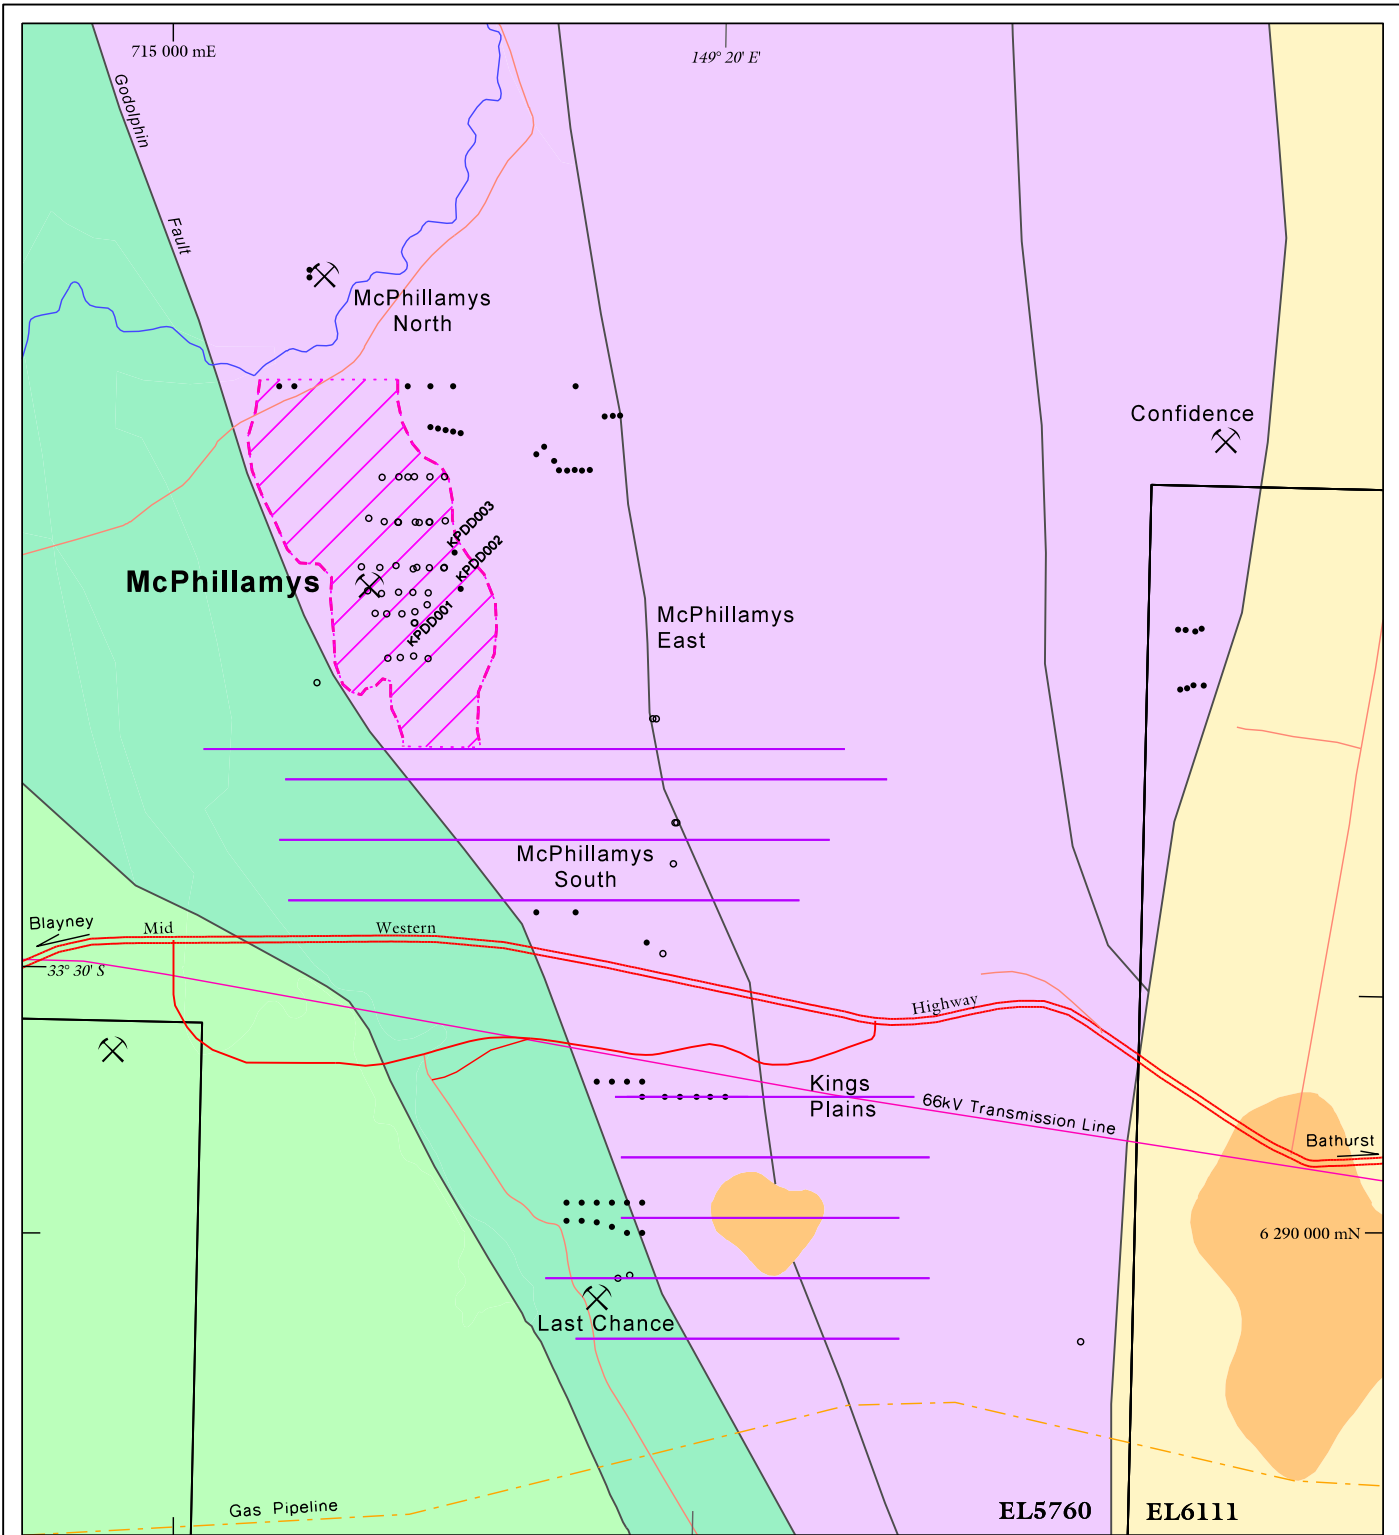 715 000 mE
149° 20' E'
Godolphin
Fault
McPhillamys
North
Confidence
KPDD003
KPDD002
McPhillamys
KPDD001
McPhillamys
East
McPhillamys
South
Blayney
Mid
Western
33° 30' S
Highway
Kings
Plains
66kV Transmission Line
Bathurst
6 290 000 mN
Last Chance
Gas Pipeline
EL5760
EL6111